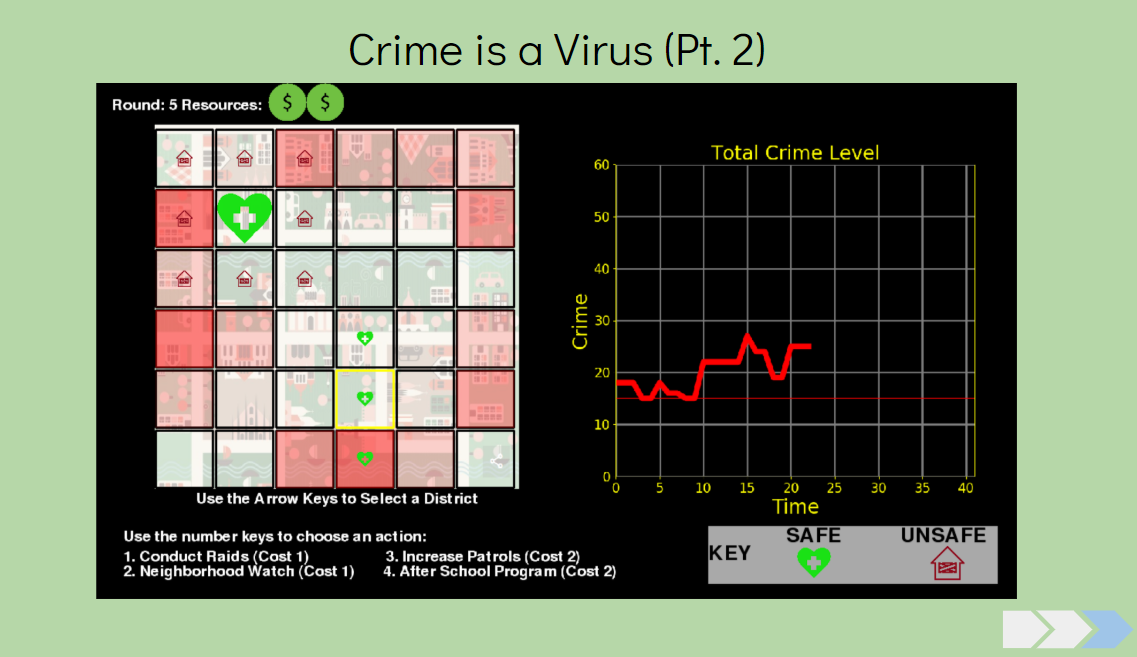 Crime is a Virus (Pt. 2)
Round: 5 Resources: $ $
Total Crime Level
60
50
40
30
20
10
0
Crime
0 5 10 15 20 25 30 35 40
Time
Use the Arrow Keys to Select a District
Use the number keys to choose an action:
1. Conduct Raids (Cost 1) 3. Increase Patrols (Cost 2)
2. Neighborhood Watch (Cost 1) 4. After School Program (Cost 2)
KEY SAFE UNSAFE